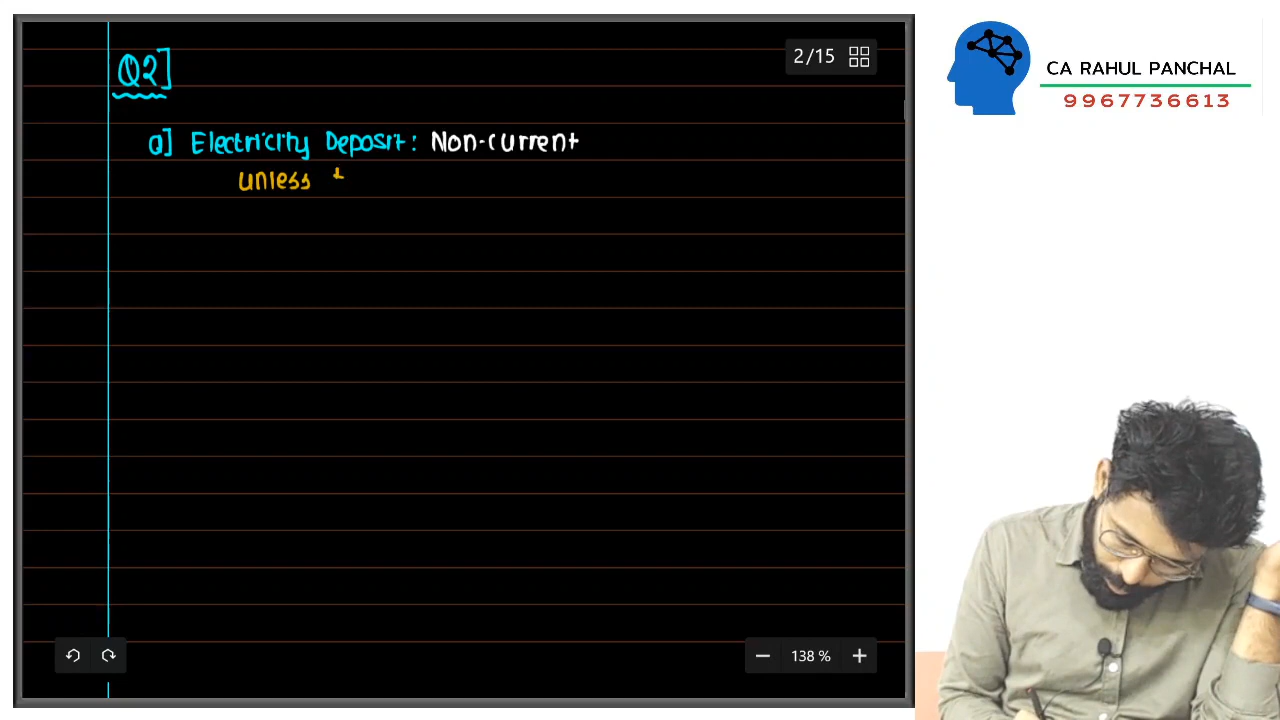 Q2]
2/15
CA RAHUL PANCHAL
9967736613
a] Electricity Deposit: Non-current
unless
138 %